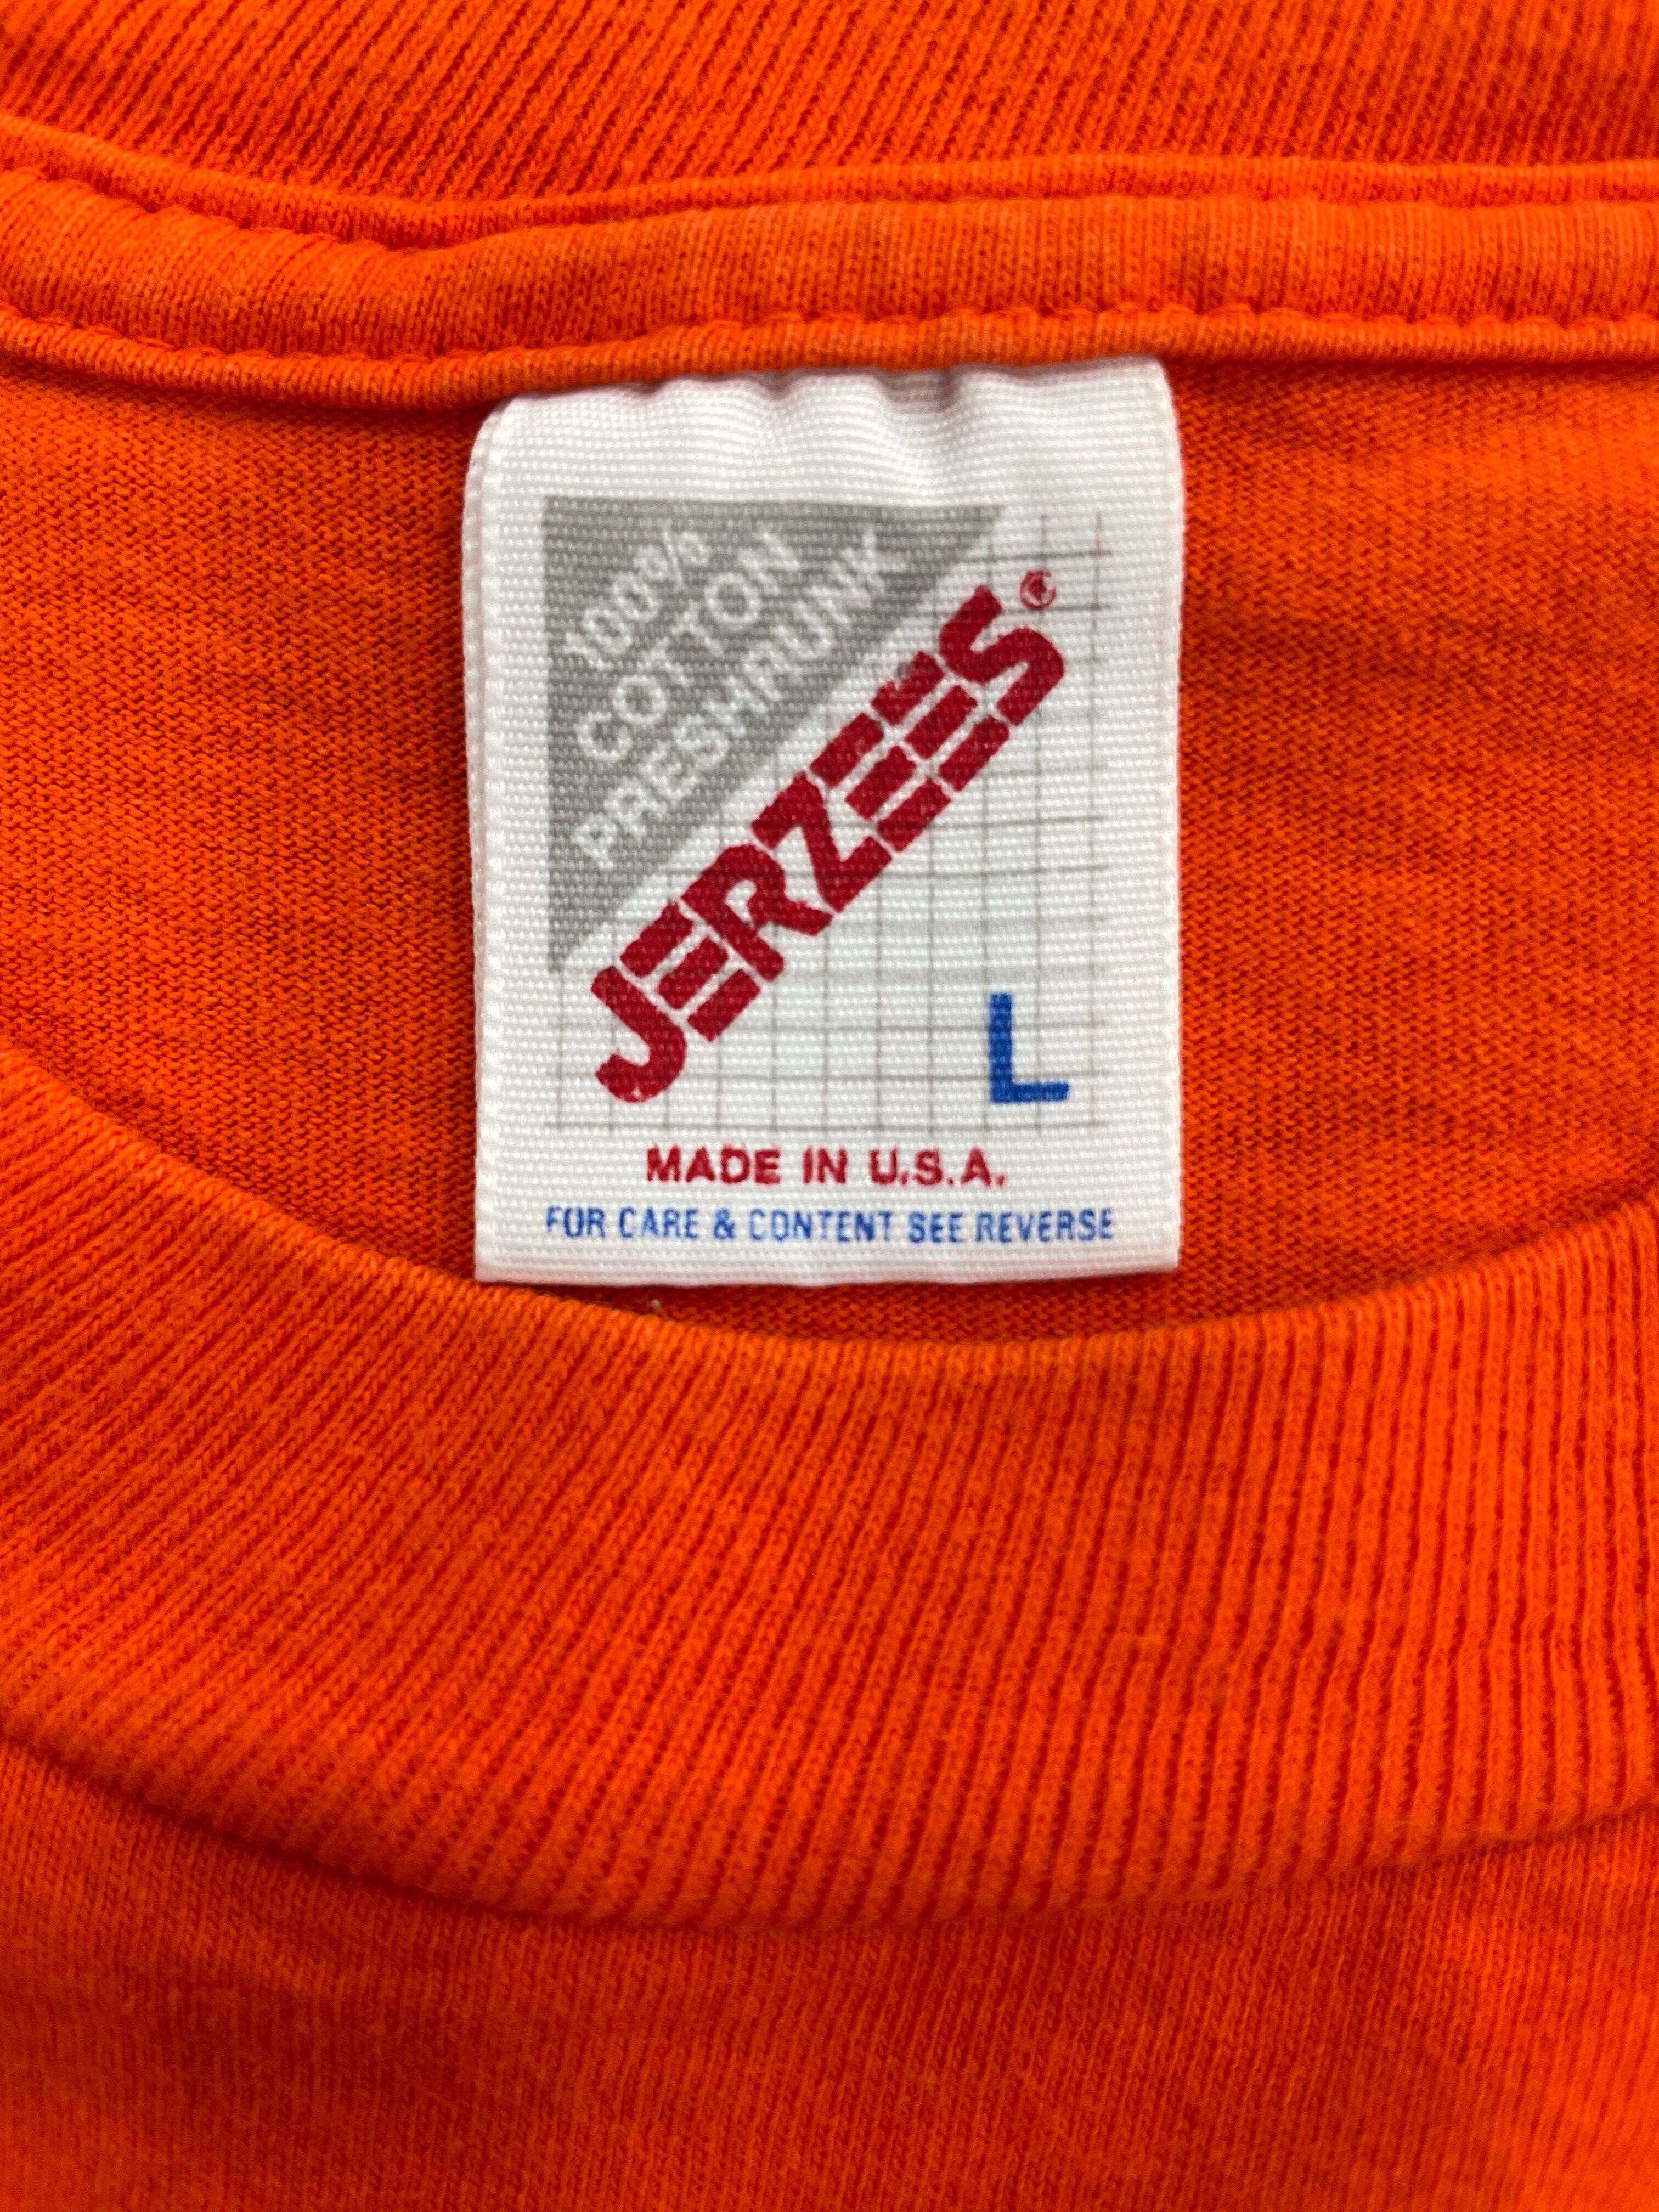 100%
COTTON
PRESHRUNK
JERZEES®
L
MADE IN U.S.A.
FOR CARE & CONTENT SEE REVERSE